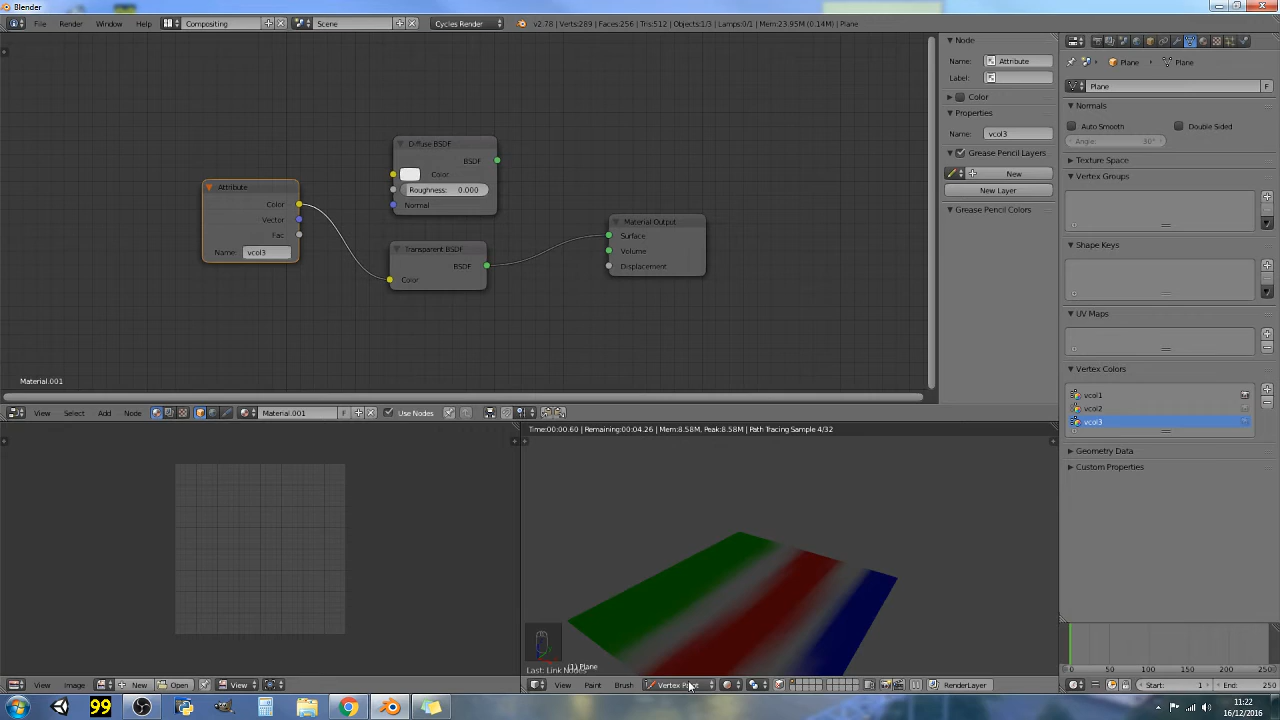 Blender
File Render Window Help Compositing Scene Cycles Render v2.78 | Verts:289 | Faces:256 | Tris:512 | Objects:1/3 | Lamps:0/1 | Mem:23.95M (0.14M) | Plane
Node
Name: Attribute
Label:
Color
Properties
Name: vcol3
Grease Pencil Layers
New
New Layer
Grease Pencil Colors
Plane Plane
Plane F
Normals
Auto Smooth Double Sided
Angle: 30°
Texture Space
Vertex Groups
Shape Keys
UV Maps
Vertex Colors
vcol1
vcol2
vcol3
Geometry Data
Custom Properties
Attribute
Color
Vector
Fac
Name: vcol3
Diffuse BSDF
BSDF
Color
Roughness: 0.000
Normal
Transparent BSDF
BSDF
Color
Material Output
Surface
Volume
Displacement
Material.001
View Select Add Node Material.001 F Use Nodes
Time:00:00.60 | Remaining:00:04.26 | Mem:8.58M, Peak:8.58M | Path Tracing Sample 4/32
(1) Plane
View Image New Open View
View Paint Brush Vertex RenderLayer
0 50 100 150 200 250
Start: 1 End: 250
99
11:22
16/12/2016